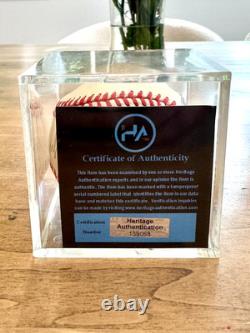 HA
Certificate of Authenticity
This item has been examined by one or more Heritage
Authentication experts and in our opinion the item is
authentic. The item has been marked with a tamperproof
serial numbered label that identifies the item in our data
base and matches this certificate. Verification inquiries
can be made by visiting www.heritageauthentication.com
Certification
Number
Heritage
Authentication